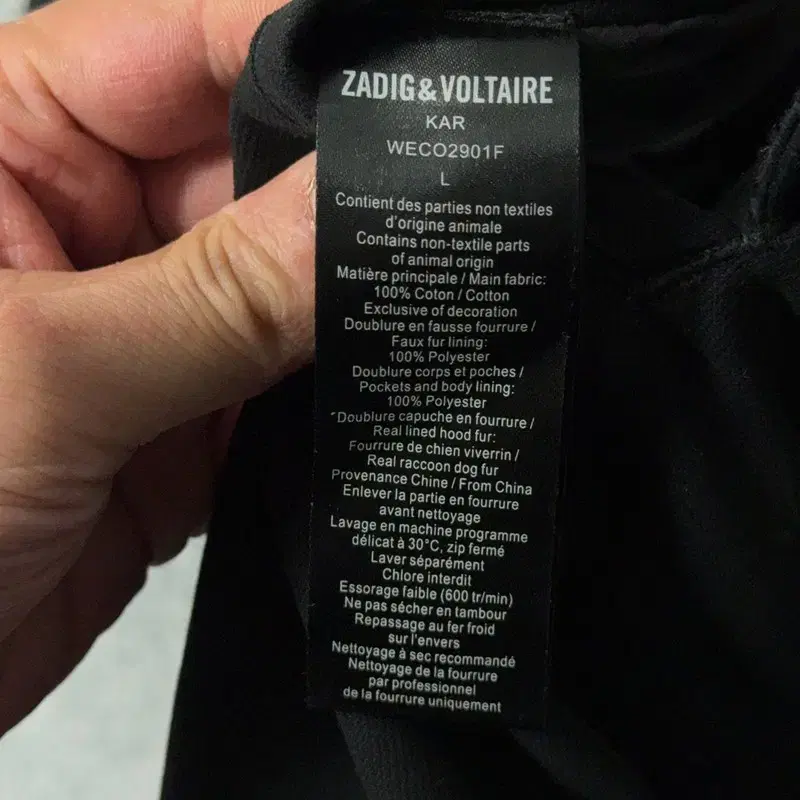 ZADIG&VOLTAIRE
KAR
WECO2901F
L
Contient des parties non textiles
d'origine animale
Contains non-textile parts
of animal origin
Matière principale / Main fabric:
100% Coton / Cotton
Exclusive of decoration
Doublure en fausse fourrure /
Faux fur lining:
100% Polyester
Doublure corps et poches /
Pockets and body lining:
100% Polyester
Doublure capuche en fourrure /
Real lined hood fur:
Fourrure de chien viverrin /
Real raccoon dog fur
Provenance Chine / From China
Enlever la partie en fourrure
avant nettoyage
Lavage en machine programme
délicat à 30°C, zip fermé
Laver séparément
Chlore interdit
Essorage faible (600 tr/min)
Ne pas sécher en tambour
Repassage au fer froid
sur l'envers
Nettoyage à sec recommandé
Nettoyage de la fourrure
par professionnel
de la fourrure uniquement